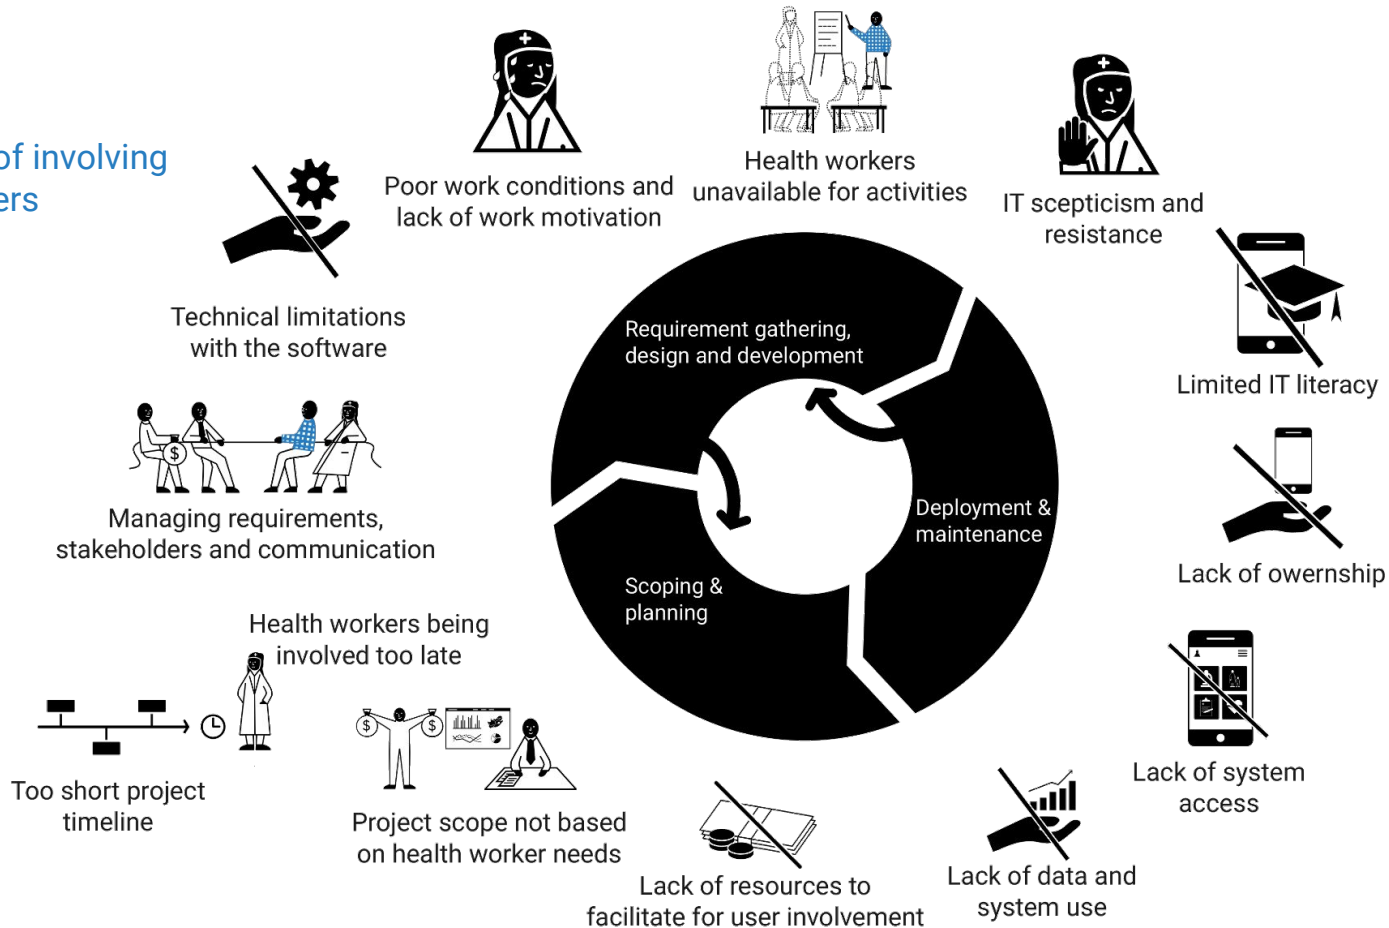 of involving
ers
Poor work conditions and
lack of work motivation
Health workers
unavailable for activities
IT scepticism and
resistance
Technical limitations
with the software
Limited IT literacy
Requirement gathering,
design and development
Managing requirements,
stakeholders and communication
Deployment &
maintenance
Lack of owernship
Scoping &
planning
Health workers being
involved too late
Too short project
timeline
Project scope not based
on health worker needs
Lack of resources to
facilitate for user involvement
Lack of data and
system use
Lack of system
access
$
$
$